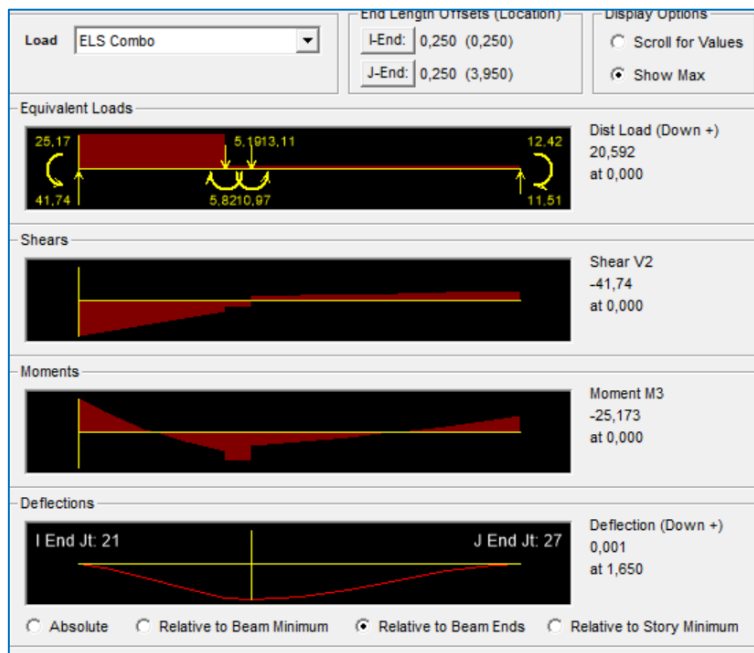 End Length Offsets (Location)
Display Options
Load
ELS Combo
I-End: 0,250 (0,250)
J-End: 0,250 (3,950)
Scroll for Values
Show Max
Equivalent Loads
25,17
5,1913,11
12,42
41,74
5,8210,97
11,51
Dist Load (Down +)
20,592
at 0,000
Shears
Shear V2
-41,74
at 0,000
Moments
Moment M3
-25,173
at 0,000
Deflections
I End Jt: 21
J End Jt: 27
Deflection (Down +)
0,001
at 1,650
Absolute
Relative to Beam Minimum
Relative to Beam Ends
Relative to Story Minimum